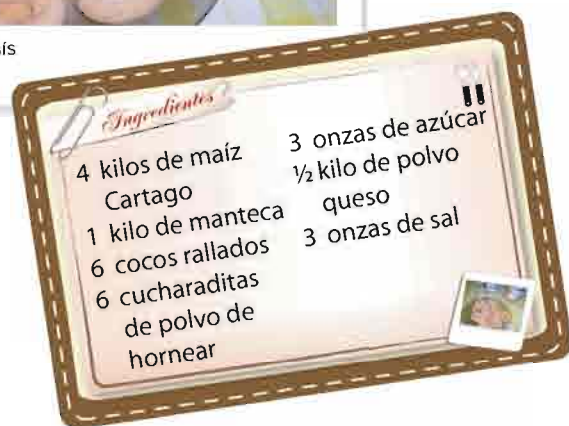 sís
Ingredientes
4 kilos de maíz
Cartago
1 kilo de manteca
6 cocos rallados
6 cucharaditas
de polvo de
hornear
3 onzas de azúcar
½ kilo de polvo
queso
3 onzas de sal